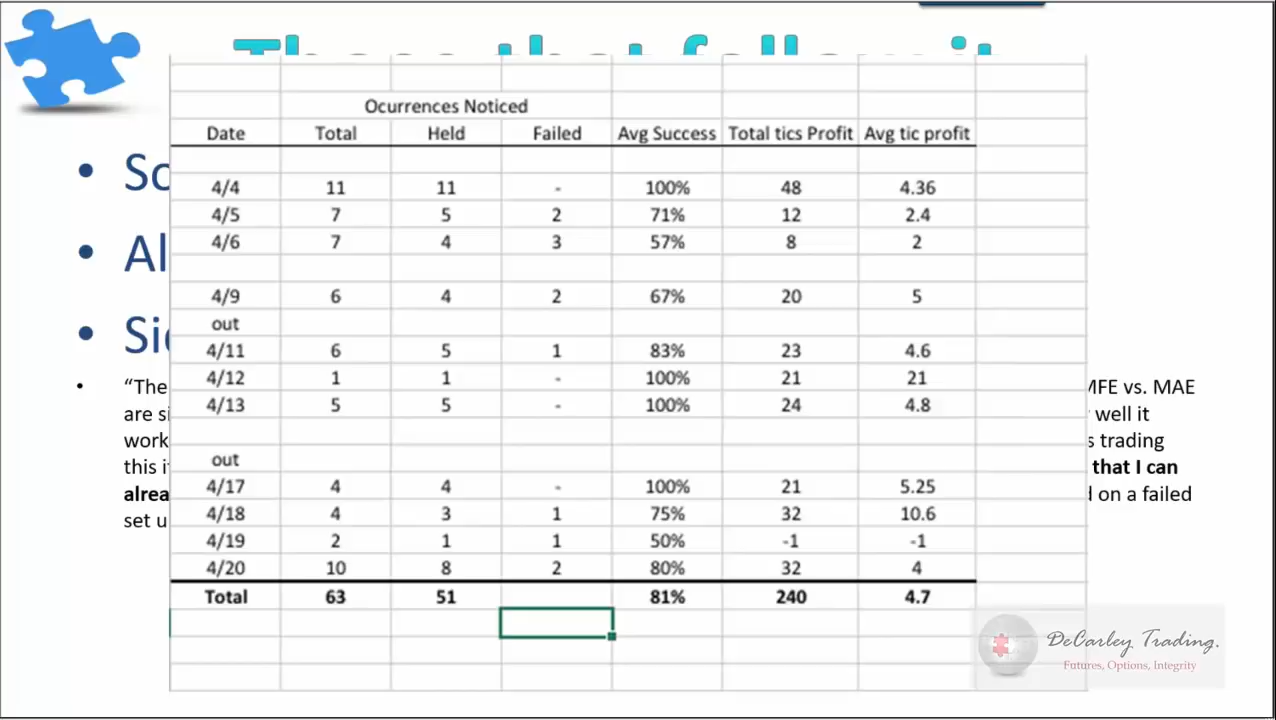 Ocurrences Noticed
Date Total Held Failed Avg Success Total tics Profit Avg tic profit
4/4 11 11 - 100% 48 4.36
4/5 7 5 2 71% 12 2.4
4/6 7 4 3 57% 8 2
4/9 6 4 2 67% 20 5
out
4/11 6 5 1 83% 23 4.6
4/12 1 1 - 100% 21 21
4/13 5 5 - 100% 24 4.8
out
4/17 4 4 - 100% 21 5.25
4/18 4 3 1 75% 32 10.6
4/19 2 1 1 50% -1 -1
4/20 10 8 2 80% 32 4
Total 63 51 81% 240 4.7
• “The MFE vs. MAE
are well it
work trading
this
that I can
on a failed
set
DeCarley Trading.
Futures, Options, Integrity